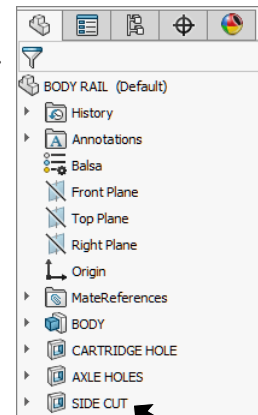 BODY RAIL (Default)
History
Annotations
Balsa
Front Plane
Top Plane
Right Plane
Origin
MateReferences
BODY
CARTRIDGE HOLE
AXLE HOLES
SIDE CUT